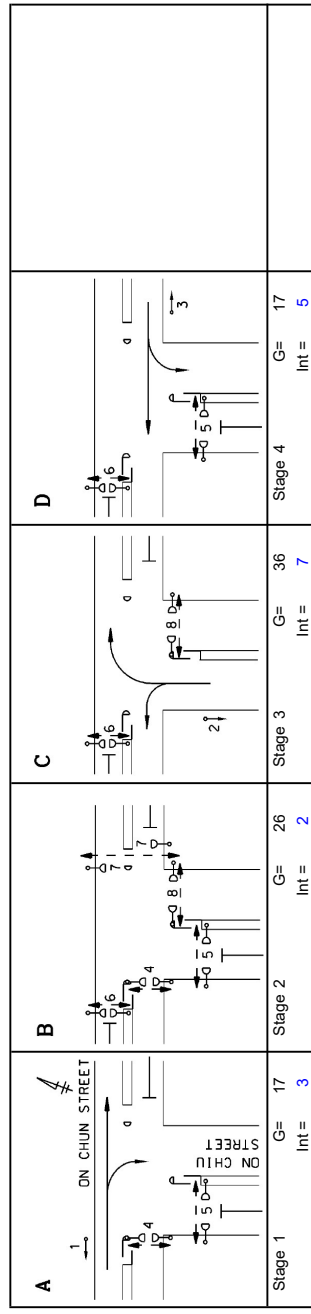 A
ON CHUN STREET
1
4
5
ON CHIU
STREET
Stage 1
G= 17
Int = 3
B
6
4
7
7
8
5
Stage 2
G= 26
Int = 2
C
6
8
2
Stage 3
G= 36
Int = 7
D
6
3
5
Stage 4
G= 17
Int = 5